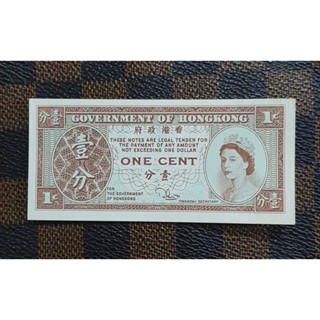 GOVERNMENT OF HONGKONG
分壹 府政港香 1¢
THESE NOTES ARE LEGAL TENDER FOR
THE PAYMENT OF ANY AMOUNT
NOT EXCEEDING ONE DOLLAR
壹分
ONE CENT
分壹
FOR
THE GOVERNMENT
OF HONGKONG
FINANCIAL SECRETARY
1¢ 分壹